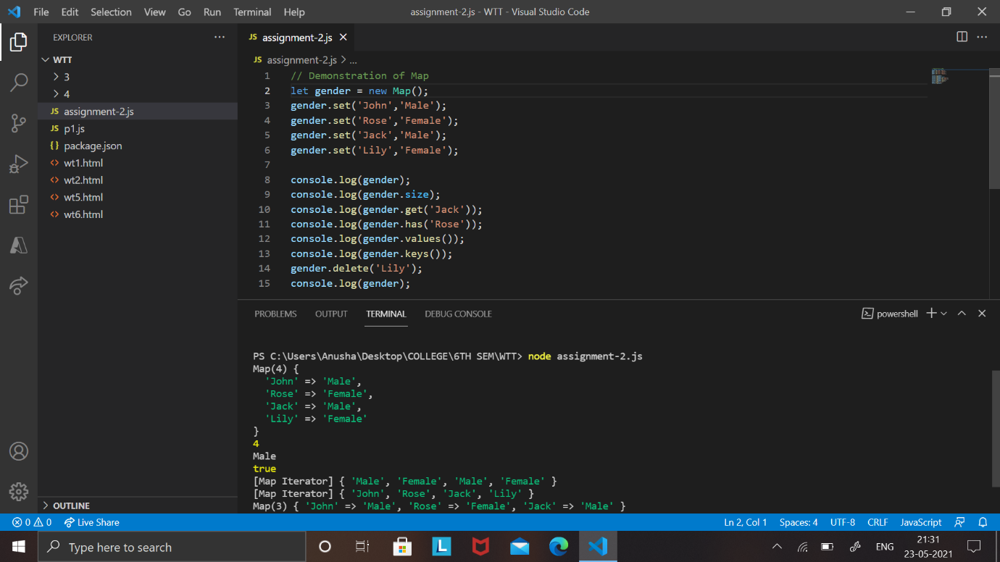 File Edit Selection View Go Run Terminal Help assignment-2.js - WTT - Visual Studio Code
EXPLORER
WTT
3
4
JS assignment-2.js
JS p1.js
{} package.json
<> wt1.html
<> wt2.html
<> wt5.html
<> wt6.html
OUTLINE
JS assignment-2.js
JS assignment-2.js > ...
1 // Demonstration of Map
2 let gender = new Map();
3 gender.set('John','Male');
4 gender.set('Rose','Female');
5 gender.set('Jack','Male');
6 gender.set('Lily','Female');
7
8 console.log(gender);
9 console.log(gender.size);
10 console.log(gender.get('Jack'));
11 console.log(gender.has('Rose'));
12 console.log(gender.values());
13 console.log(gender.keys());
14 gender.delete('Lily');
15 console.log(gender);
PROBLEMS OUTPUT TERMINAL DEBUG CONSOLE powershell
PS C:\Users\Anusha\Desktop\COLLEGE\6TH SEM\WTT> node assignment-2.js
Map(4) {
'John' => 'Male',
'Rose' => 'Female',
'Jack' => 'Male',
'Lily' => 'Female'
}
4
Male
true
[Map Iterator] { 'Male', 'Female', 'Male', 'Female' }
[Map Iterator] { 'John', 'Rose', 'Jack', 'Lily' }
Map(3) { 'John' => 'Male', 'Rose' => 'Female', 'Jack' => 'Male' }
0 0 Live Share Ln 2, Col 1 Spaces: 4 UTF-8 CRLF JavaScript
Type here to search L ENG 21:31
23-05-2021